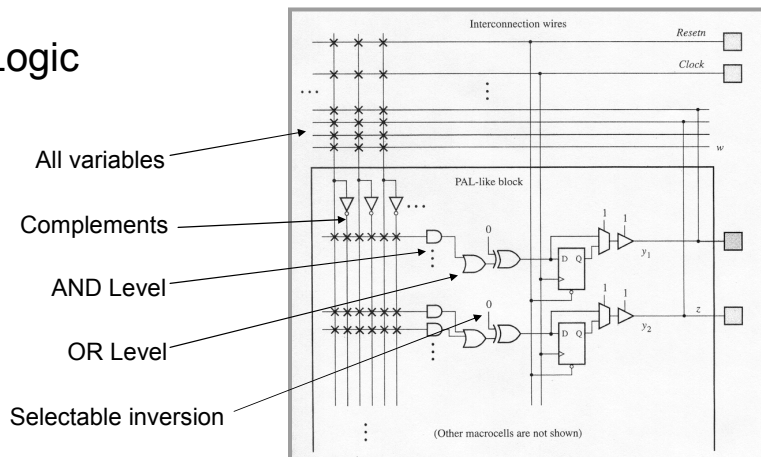 Logic
All variables
Complements
AND Level
OR Level
Selectable inversion
Interconnection wires
Resetn
Clock
w
PAL-like block
0
1
1
D Q
y1
0
1
1
z
D Q
y2
(Other macrocells are not shown)